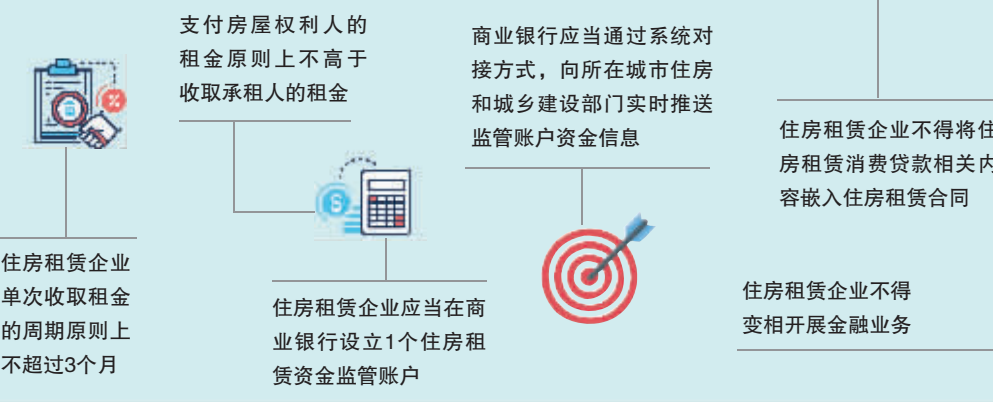 住房租赁企业
单次收取租金
的周期原则上
不超过3个月
支付房屋权利人的
租金原则上不高于
收取承租人的租金
住房租赁企业应当在商
业银行设立1个住房租
赁资金监管账户
商业银行应当通过系统对
接方式，向所在城市住房
和城乡建设部门实时推送
监管账户资金信息
住房租赁企业不得将住
房租赁消费贷款相关内
容嵌入住房租赁合同
住房租赁企业不得
变相开展金融业务